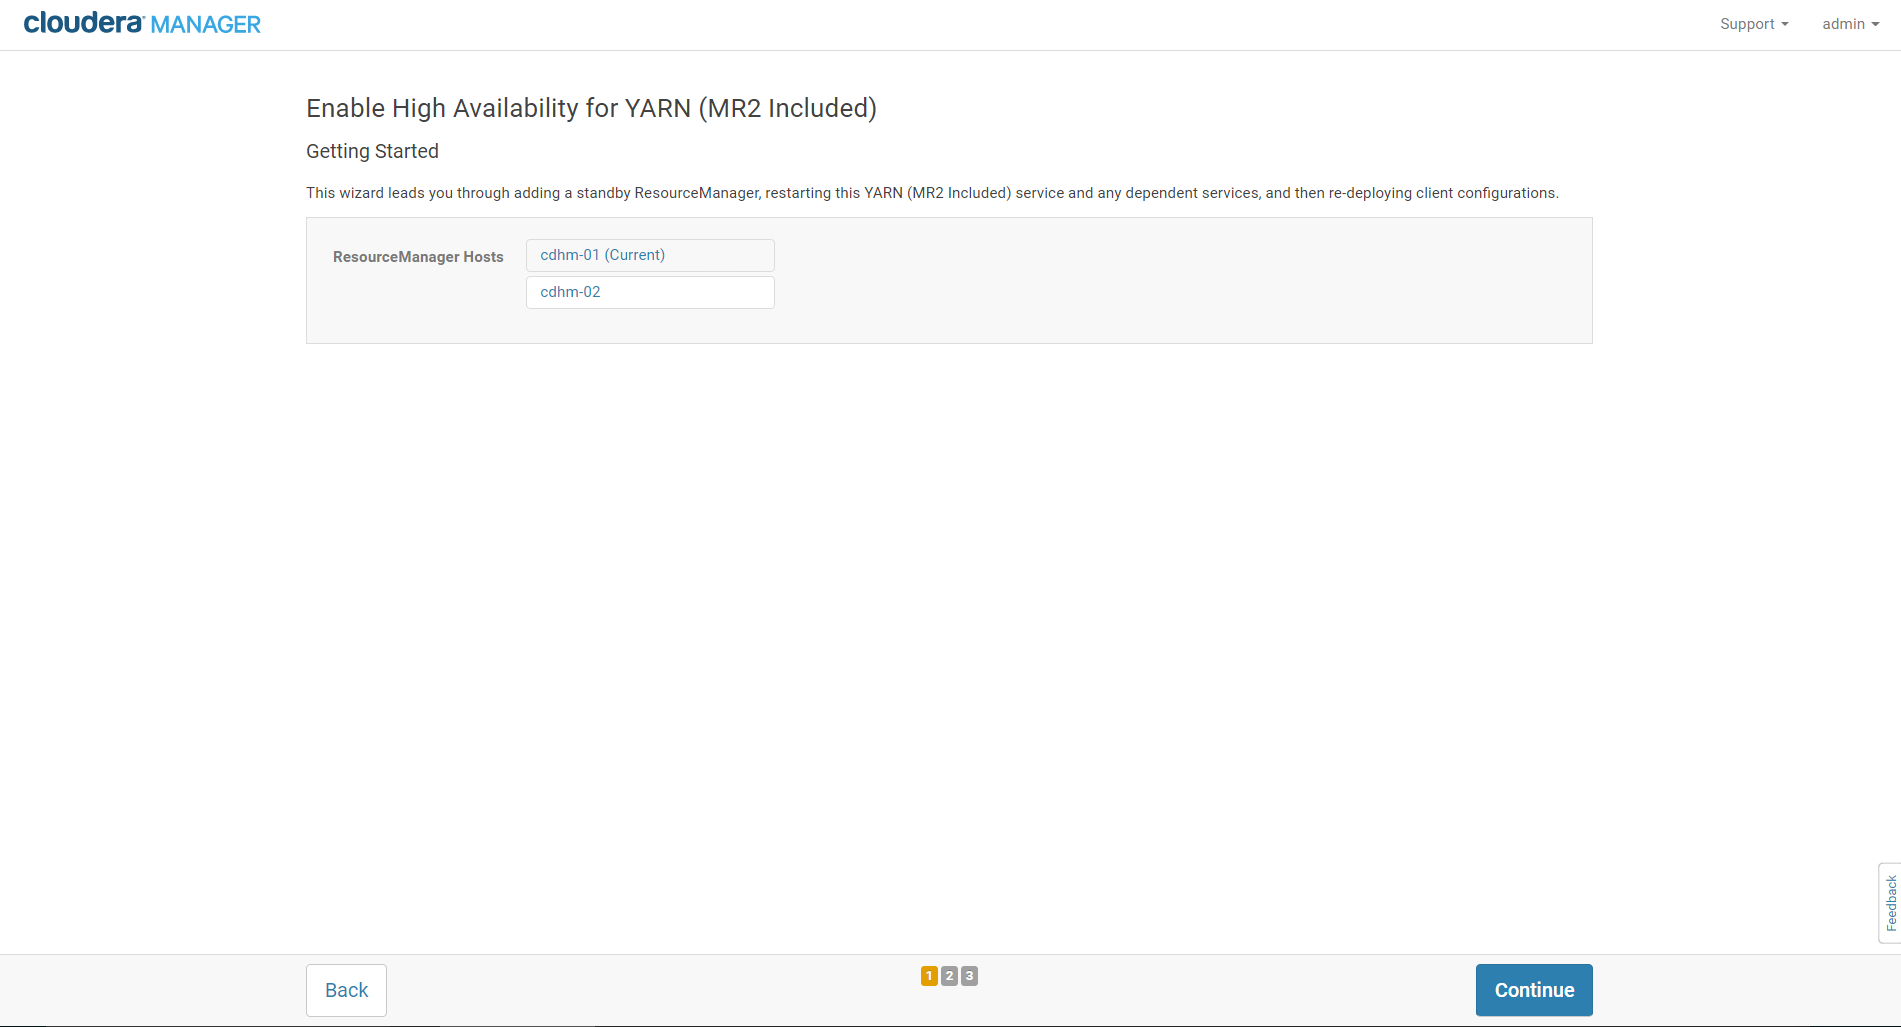 cloudera MANAGER
Support
admin
Enable High Availability for YARN (MR2 Included)
Getting Started
This wizard leads you through adding a standby ResourceManager, restarting this YARN (MR2 Included) service and any dependent services, and then re-deploying client configurations.
ResourceManager Hosts
cdhm-01 (Current)
cdhm-02
Feedback
Back
1 2 3
Continue